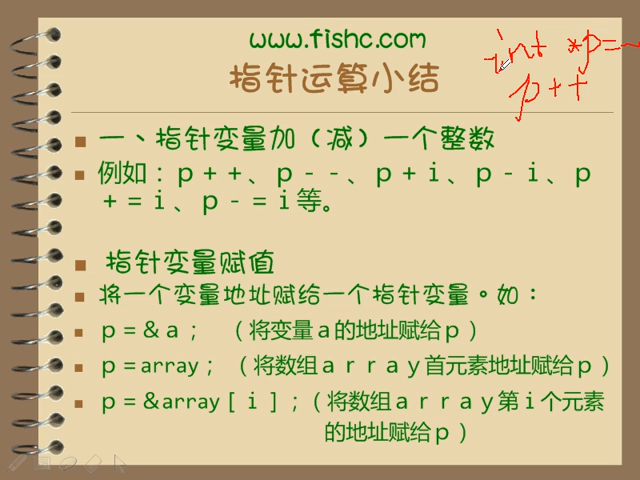 www.fishc.com
指针运算小结
int *p=~
p++
一、指针变量加（减）一个整数
例如：ｐ＋＋、ｐ－－、ｐ＋ｉ、ｐ－ｉ、ｐ
＋＝ｉ、ｐ－＝ｉ等。
指针变量赋值
将一个变量地址赋给一个指针变量。如：
ｐ＝＆ａ； （将变量ａ的地址赋给ｐ）
ｐ＝array； （将数组ａｒｒａｙ首元素地址赋给ｐ）
ｐ＝＆array［ｉ］；（将数组ａｒｒａｙ第ｉ个元素
的地址赋给ｐ）